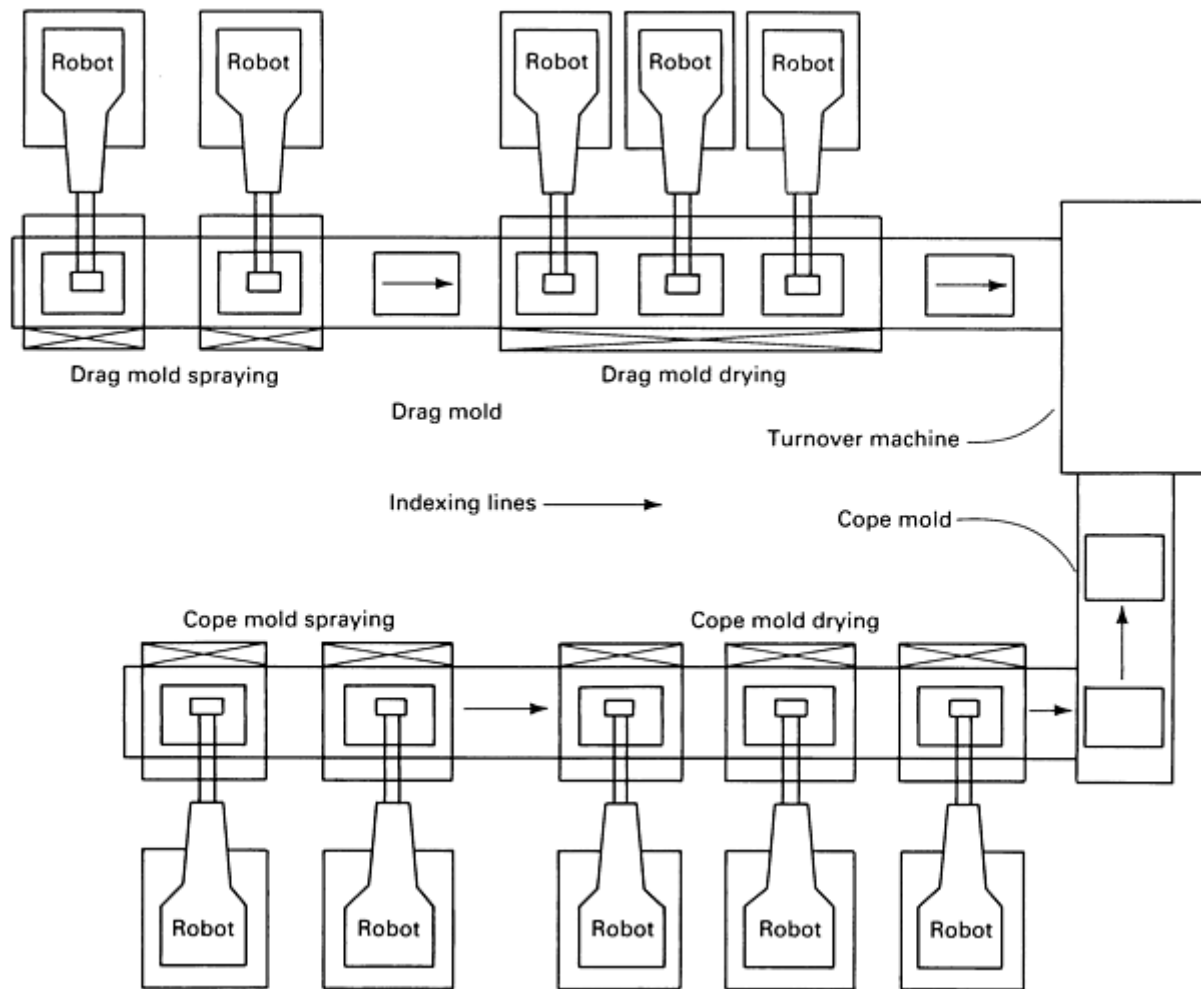 Robot
Robot
Robot
Robot
Robot
Drag mold spraying
Drag mold drying
Drag mold
Turnover machine
Indexing lines
Cope mold
Cope mold spraying
Cope mold drying
Robot
Robot
Robot
Robot
Robot